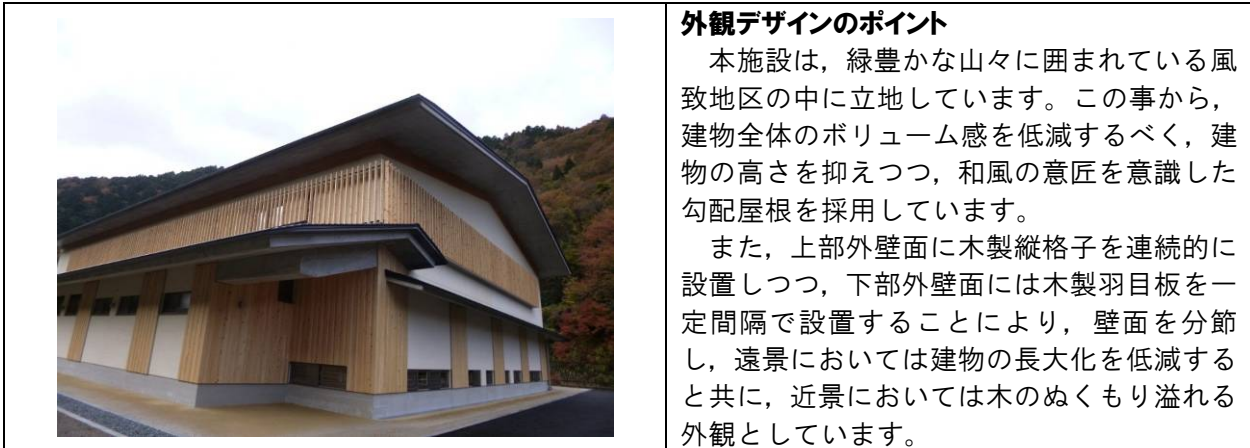 外観デザインのポイント
　本施設は，緑豊かな山々に囲まれている風
致地区の中に立地しています。この事から，
建物全体のボリューム感を低減するべく，建
物の高さを抑えつつ，和風の意匠を意識した
勾配屋根を採用しています。
　また，上部外壁面に木製縦格子を連続的に
設置しつつ，下部外壁面には木製羽目板を一
定間隔で設置することにより，壁面を分節
し，遠景においては建物の長大化を低減する
と共に，近景においては木のぬくもり溢れる
外観としています。